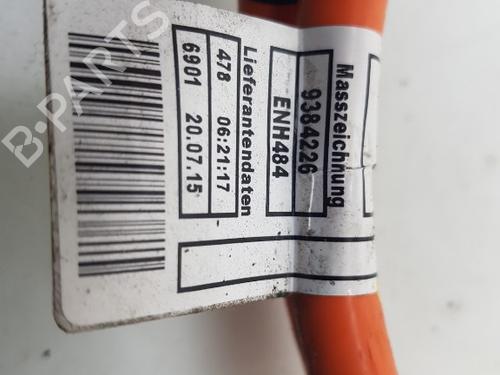 Masszeichnung
9384226
ENH484
Lieferantendaten
478 06:21:17
6901 20.07.15
B-PARTS